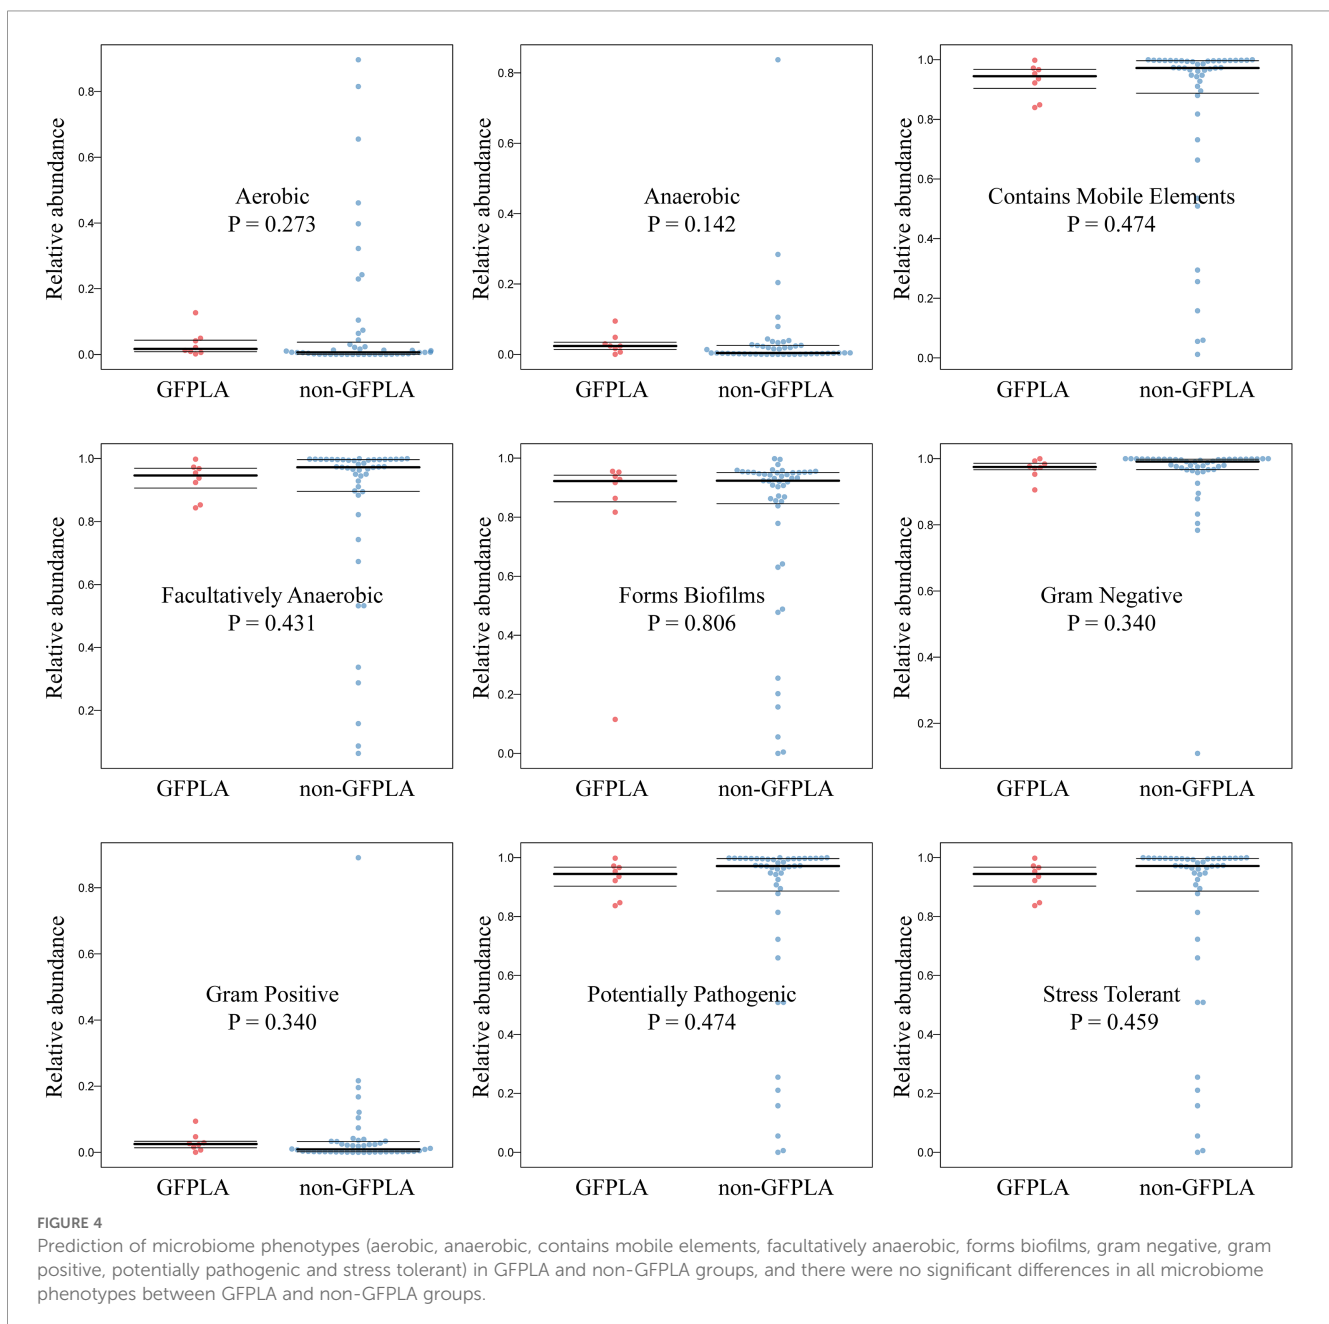 Relative abundance
0.8
0.6
0.4
0.2
0.0
Aerobic
P = 0.273
GFPLA
non-GFPLA
Relative abundance
0.8
0.6
0.4
0.2
0.0
Anaerobic
P = 0.142
GFPLA
non-GFPLA
Relative abundance
1.0
0.8
0.6
0.4
0.2
0.0
Contains Mobile Elements
P = 0.474
GFPLA
non-GFPLA
Relative abundance
1.0
0.8
0.6
0.4
0.2
Facultatively Anaerobic
P = 0.431
GFPLA
non-GFPLA
Relative abundance
1.0
0.8
0.6
0.4
0.2
0.0
Forms Biofilms
P = 0.806
GFPLA
non-GFPLA
Relative abundance
1.0
0.8
0.6
0.4
0.2
Gram Negative
P = 0.340
GFPLA
non-GFPLA
Relative abundance
0.8
0.6
0.4
0.2
0.0
Gram Positive
P = 0.340
GFPLA
non-GFPLA
Relative abundance
1.0
0.8
0.6
0.4
0.2
0.0
Potentially Pathogenic
P = 0.474
GFPLA
non-GFPLA
Relative abundance
1.0
0.8
0.6
0.4
0.2
0.0
Stress Tolerant
P = 0.459
GFPLA
non-GFPLA
FIGURE 4
Prediction of microbiome phenotypes (aerobic, anaerobic, contains mobile elements, facultatively anaerobic, forms biofilms, gram negative, gram
positive, potentially pathogenic and stress tolerant) in GFPLA and non-GFPLA groups, and there were no significant differences in all microbiome
phenotypes between GFPLA and non-GFPLA groups.